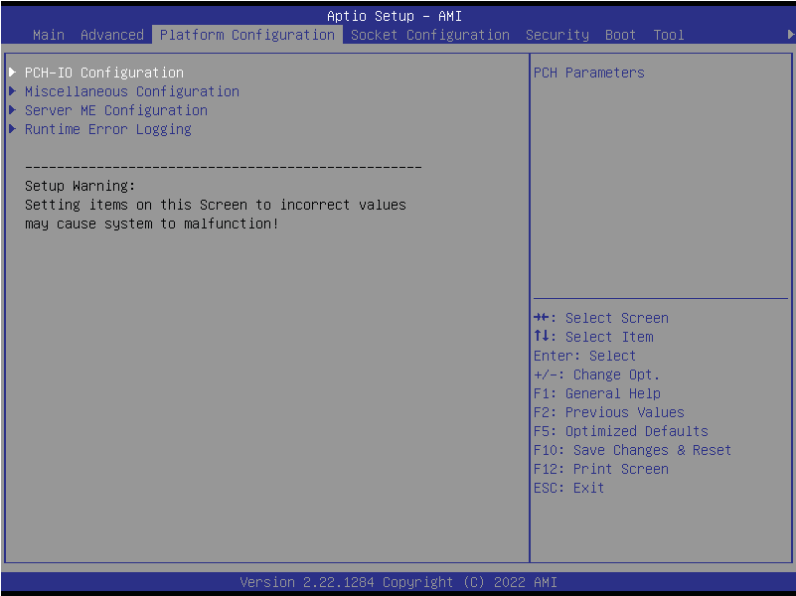 Aptio Setup - AMI
Main Advanced Platform Configuration Socket Configuration Security Boot Tool
PCH-IO Configuration
Miscellaneous Configuration
Server ME Configuration
Runtime Error Logging
--------------------------------------------------
Setup Warning:
Setting items on this Screen to incorrect values
may cause system to malfunction!
PCH Parameters
→←: Select Screen
↑↓: Select Item
Enter: Select
+/-: Change Opt.
F1: General Help
F2: Previous Values
F5: Optimized Defaults
F10: Save Changes & Reset
F12: Print Screen
ESC: Exit
Version 2.22.1284 Copyright (C) 2022 AMI